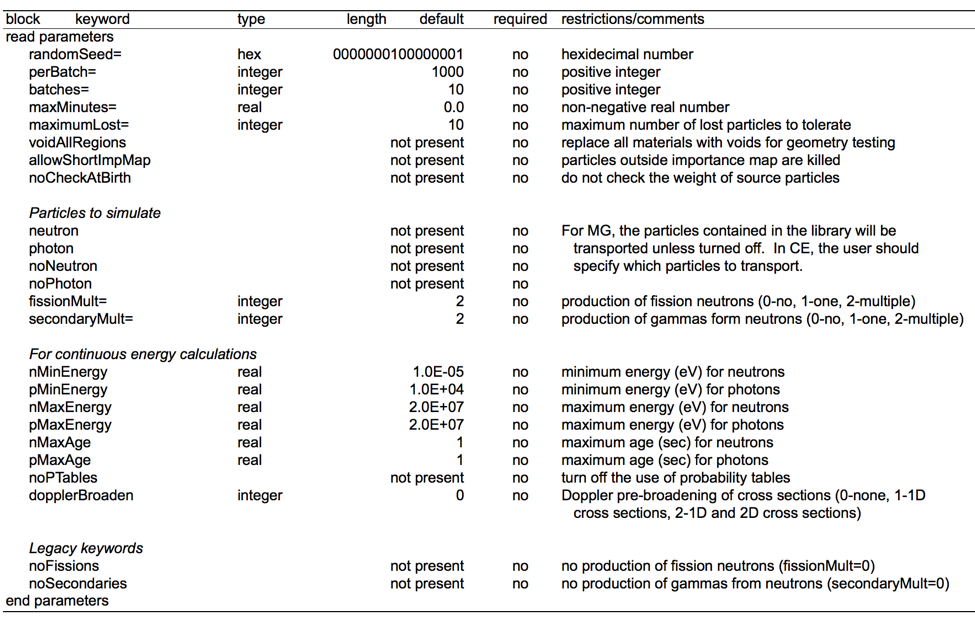 block keyword type length default required restrictions/comments
read parameters
randomSeed= hex 0000000100000001 no hexidecimal number
perBatch= integer 1000 no positive integer
batches= integer 10 no positive integer
maxMinutes= real 0.0 no non-negative real number
maximumLost= integer 10 no maximum number of lost particles to tolerate
voidAllRegions not present no replace all materials with voids for geometry testing
allowShortImpMap not present no particles outside importance map are killed
noCheckAtBirth not present no do not check the weight of source particles
Particles to simulate
neutron not present no For MG, the particles contained in the library will be
photon not present no transported unless turned off. In CE, the user should
noNeutron not present no specify which particles to transport.
noPhoton not present no
fissionMult= integer 2 no production of fission neutrons (0-no, 1-one, 2-multiple)
secondaryMult= integer 2 no production of gammas form neutrons (0-no, 1-one, 2-multiple)
For continuous energy calculations
nMinEnergy real 1.0E-05 no minimum energy (eV) for neutrons
pMinEnergy real 1.0E+04 no minimum energy (eV) for photons
nMaxEnergy real 2.0E+07 no maximum energy (eV) for neutrons
pMaxEnergy real 2.0E+07 no maximum energy (eV) for photons
nMaxAge real 1 no maximum age (sec) for neutrons
pMaxAge real 1 no maximum age (sec) for photons
noPTables not present no turn off the use of probability tables
dopplerBroaden integer 0 no Doppler pre-broadening of cross sections (0-none, 1-1D
cross sections, 2-1D and 2D cross sections)
Legacy keywords
noFissions not present no no production of fission neutrons (fissionMult=0)
noSecondaries not present no no production of gammas from neutrons (secondaryMult=0)
end parameters